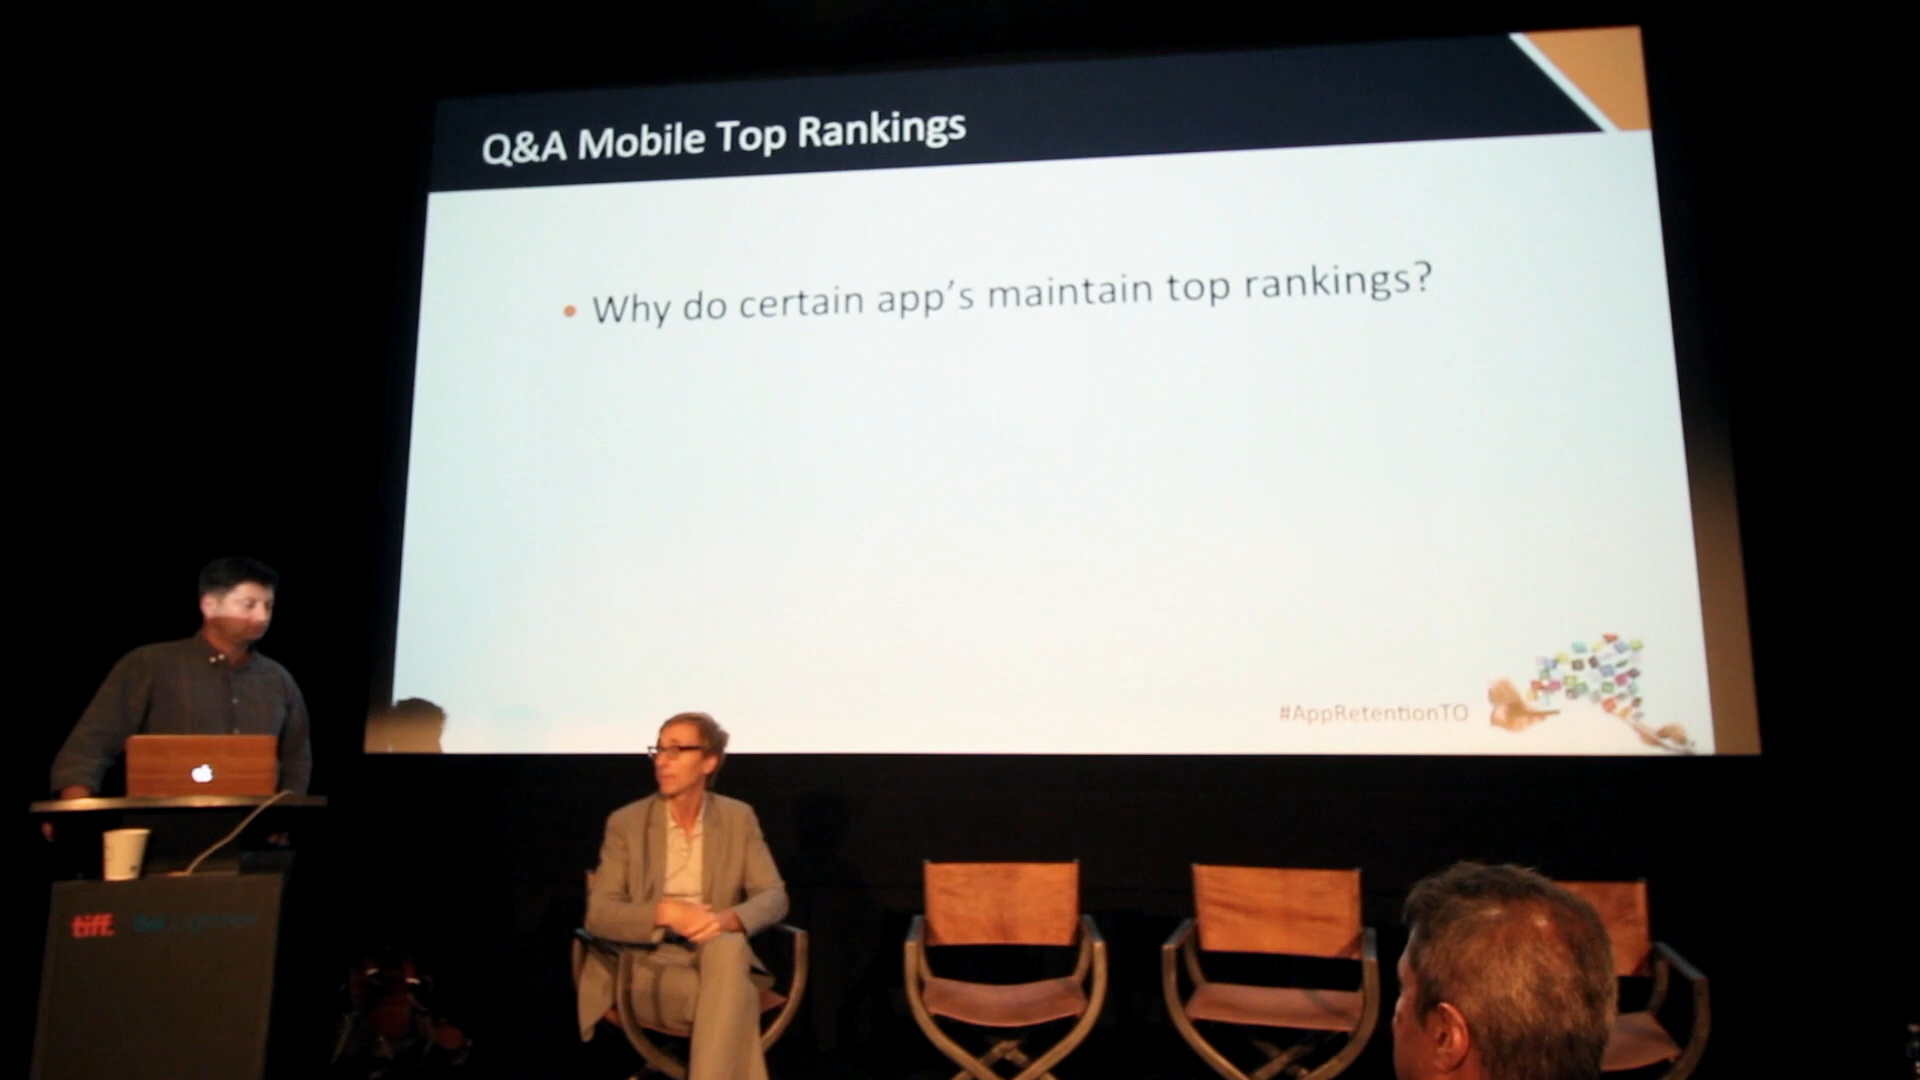 Q&A Mobile Top Rankings
• Why do certain app's maintain top rankings?
#AppRetentionTO
tiff.